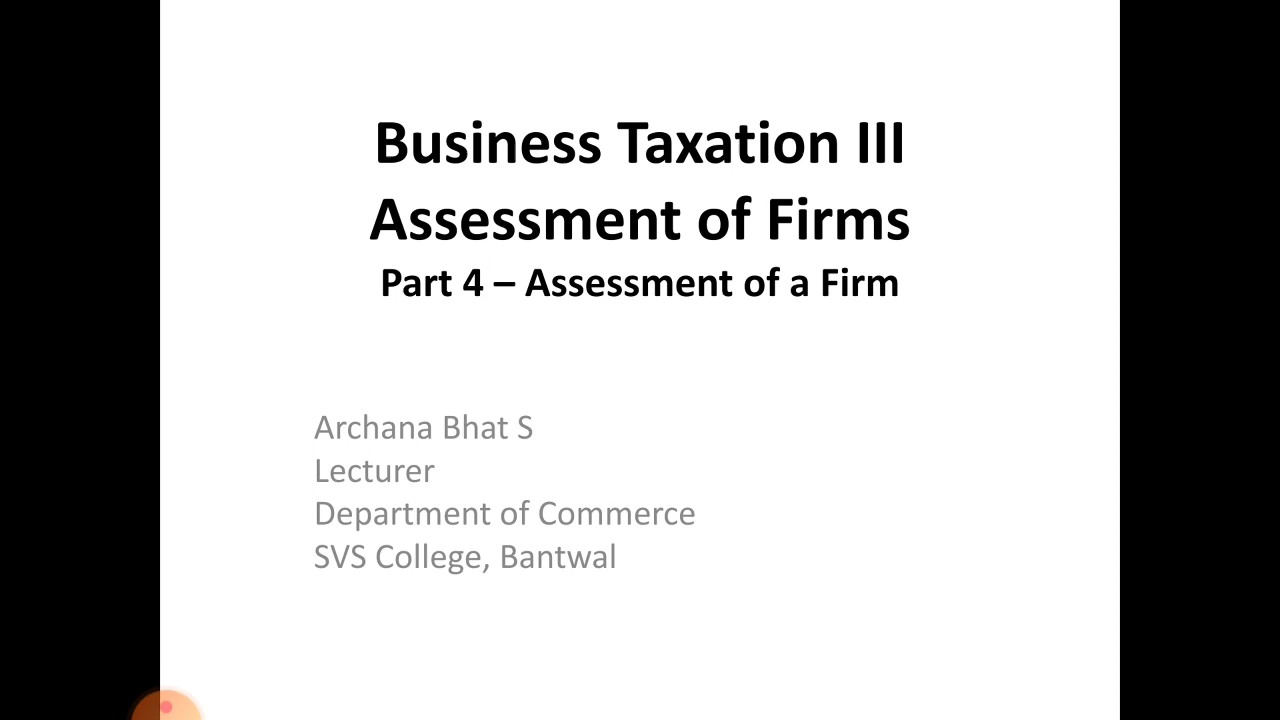 Business Taxation III
Assessment of Firms
Part 4 – Assessment of a Firm
Archana Bhat S
Lecturer
Department of Commerce
SVS College, Bantwal